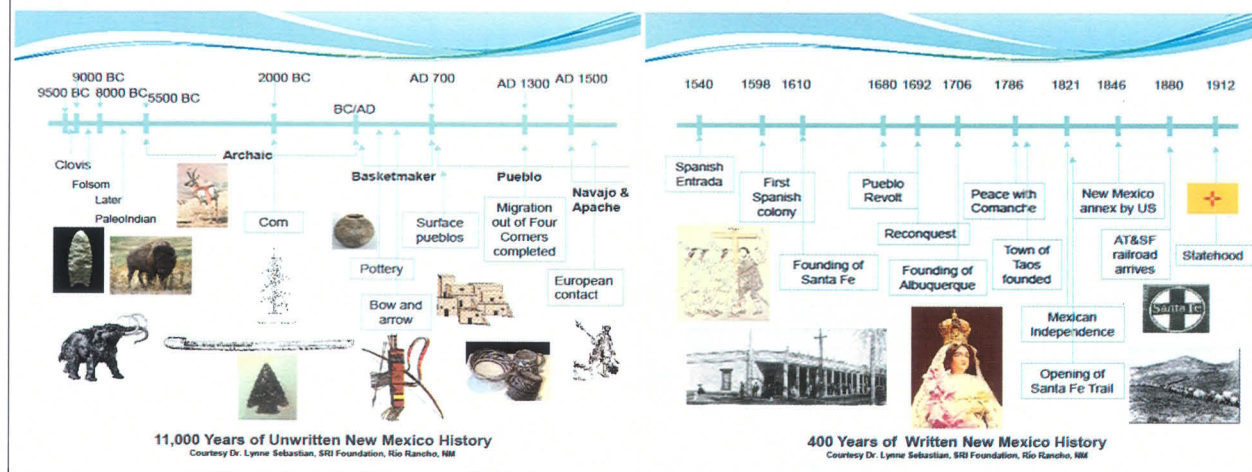 9000 BC
2000 BC
AD 700
AD 1500
9500 BC
8000 BC
5500 BC
AD 1300
BC/AD
Clovis
Folsom
Later
PaleoIndian
Archaic
Corn
Basketmaker
Pottery
Bow and
arrow
Surface
pueblos
Pueblo
Migration
out of Four
Corners
completed
Navajo &
Apache
European
contact
11,000 Years of Unwritten New Mexico History
Courtesy Dr. Lynne Sebastian, SRI Foundation, Rio Rancho, NM
1540
1598
1610
1680
1692
1706
1786
1821
1846
1880
1912
Spanish
Entrada
First
Spanish
colony
Founding of
Santa Fe
Pueblo
Revolt
Reconquest
Founding of
Albuquerque
Peace with
Comanche
Town of
Taos
founded
Mexican
Independence
Opening of
Santa Fe Trail
New Mexico
annex by US
AT&SF
railroad
arrives
Santa Fe
Statehood
400 Years of Written New Mexico History
Courtesy Dr. Lynne Sebastian, SRI Foundation, Rio Rancho, NM